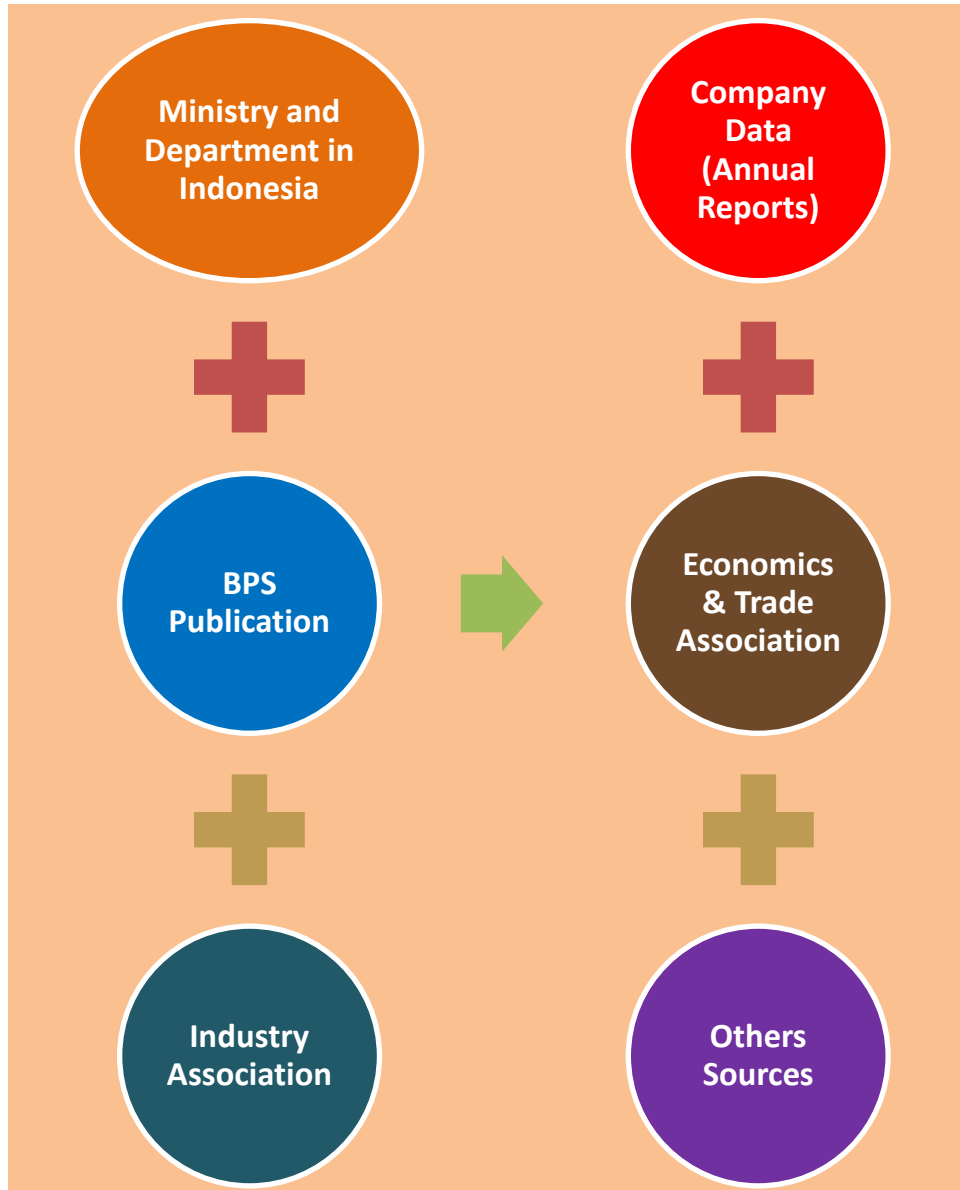 Ministry and
Department in
Indonesia
Company
Data
(Annual
Reports)
BPS
Publication
Economics
& Trade
Association
Industry
Association
Others
Sources